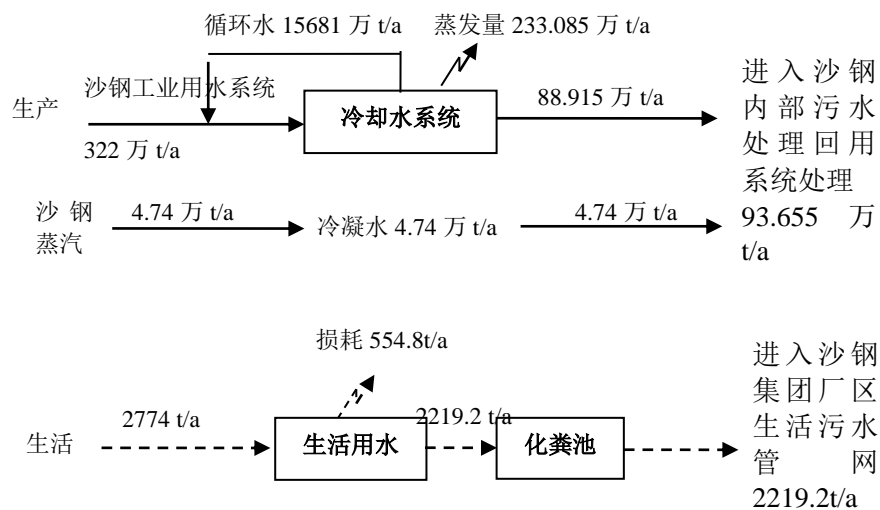 循环水 15681 万 t/a
蒸发量 233.085 万 t/a
沙钢工业用水系统
生产
322 万 t/a
冷却水系统
88.915 万 t/a
进入沙钢
内部污水
处理回用
系统处理
93.655 万
t/a
沙钢
蒸汽
4.74 万 t/a
冷凝水 4.74 万 t/a
4.74 万 t/a
损耗 554.8t/a
生活
2774 t/a
生活用水
2219.2 t/a
化粪池
进入沙钢
集团厂区
生活污水
管网
2219.2t/a